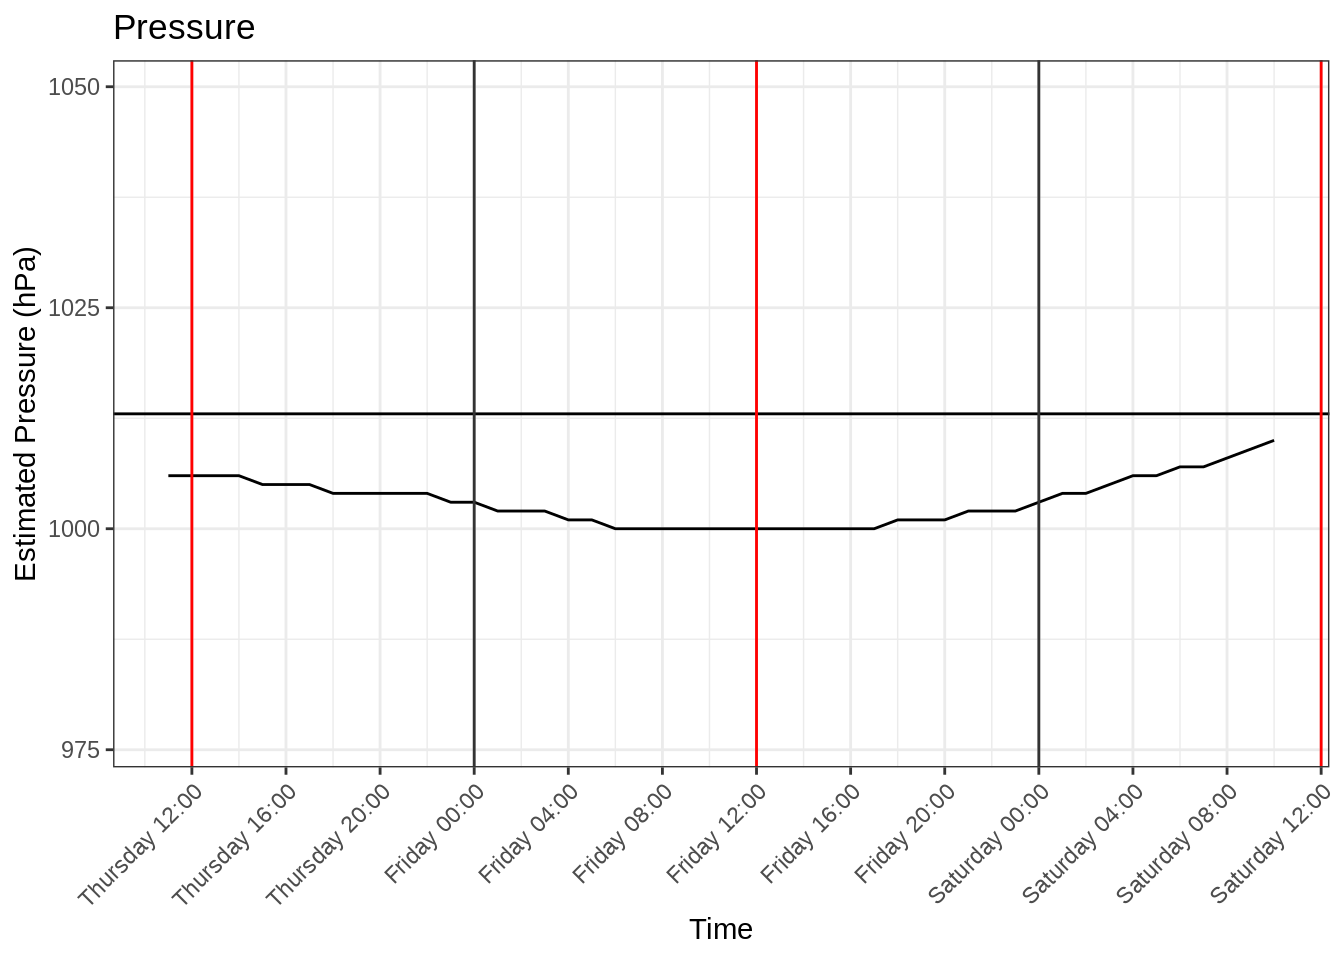 Pressure
Estimated Pressure (hPa)
1050
1025
1000
975
Thursday 12:00
Thursday 16:00
Thursday 20:00
Friday 00:00
Friday 04:00
Friday 08:00
Friday 12:00
Friday 16:00
Friday 20:00
Saturday 00:00
Saturday 04:00
Saturday 08:00
Saturday 12:00
Time